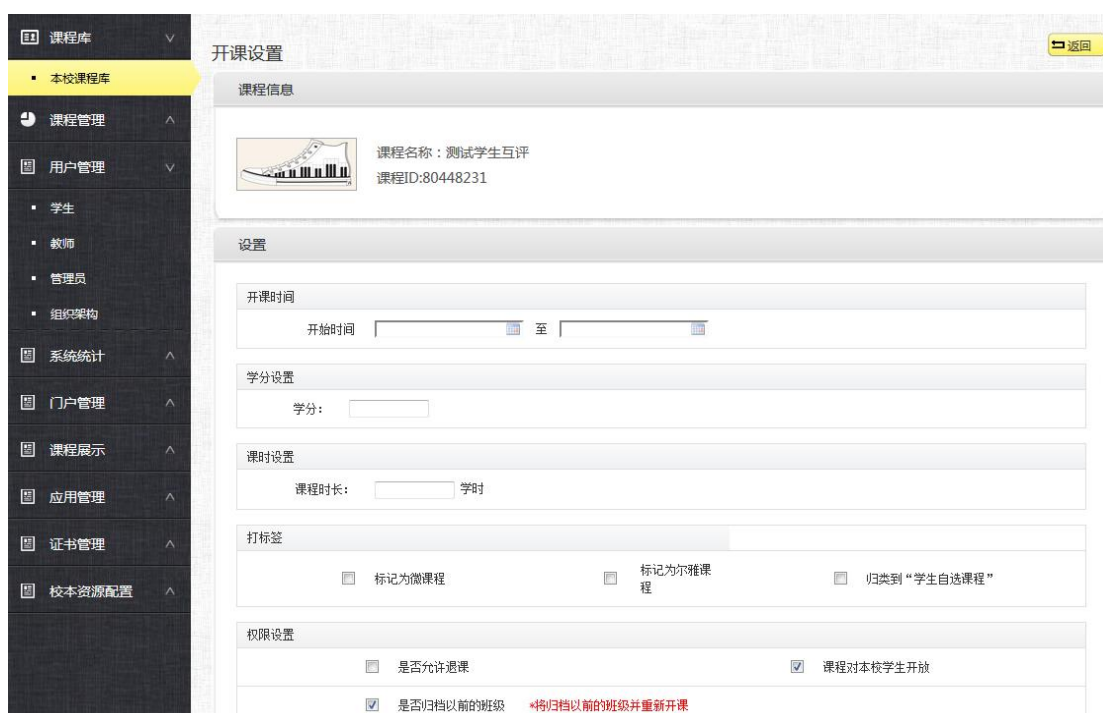 课程库
本校课程库
课程管理
用户管理
学生
教师
管理员
组织架构
系统统计
门户管理
课程展示
应用管理
证书管理
校本资源配置
开课设置
返回
课程信息
课程名称：测试学生互评
课程ID:80448231
设置
开课时间
开始时间 至
学分设置
学分：
课时设置
课程时长： 学时
打标签
标记为微课程 标记为尔雅课
程 归类到“学生自选课程”
权限设置
是否允许退课 课程对本校学生开放
是否归档以前的班级 *将归档以前的班级并重新开课